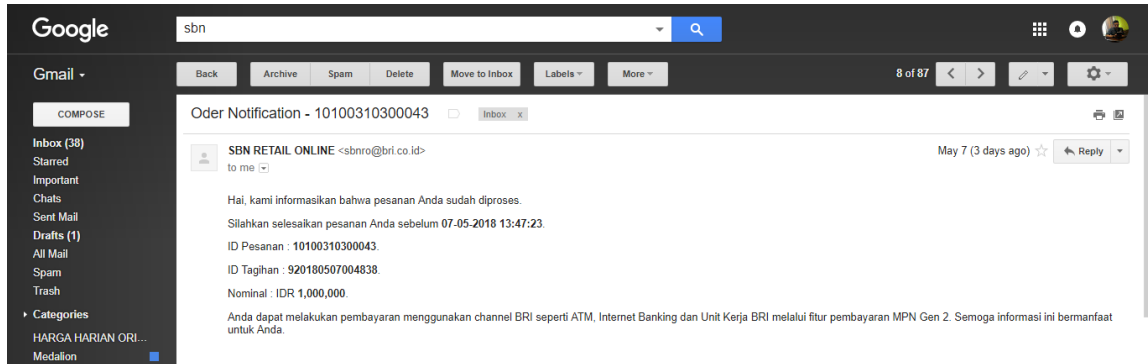 Google
sbn
Gmail
Back Archive Spam Delete Move to Inbox Labels More 8 of 87
COMPOSE
Oder Notification - 10100310300043 Inbox x
Inbox (38)
Starred
Important
Chats
Sent Mail
Drafts (1)
All Mail
Spam
Trash
Categories
HARGA HARIAN ORI...
Medalion
SBN RETAIL ONLINE <sbnro@bri.co.id> May 7 (3 days ago) Reply
to me
Hai, kami informasikan bahwa pesanan Anda sudah diproses.
Silahkan selesaikan pesanan Anda sebelum 07-05-2018 13:47:23.
ID Pesanan : 10100310300043.
ID Tagihan : 920180507004838.
Nominal : IDR 1,000,000.
Anda dapat melakukan pembayaran menggunakan channel BRI seperti ATM, Internet Banking dan Unit Kerja BRI melalui fitur pembayaran MPN Gen 2. Semoga informasi ini bermanfaat
untuk Anda.